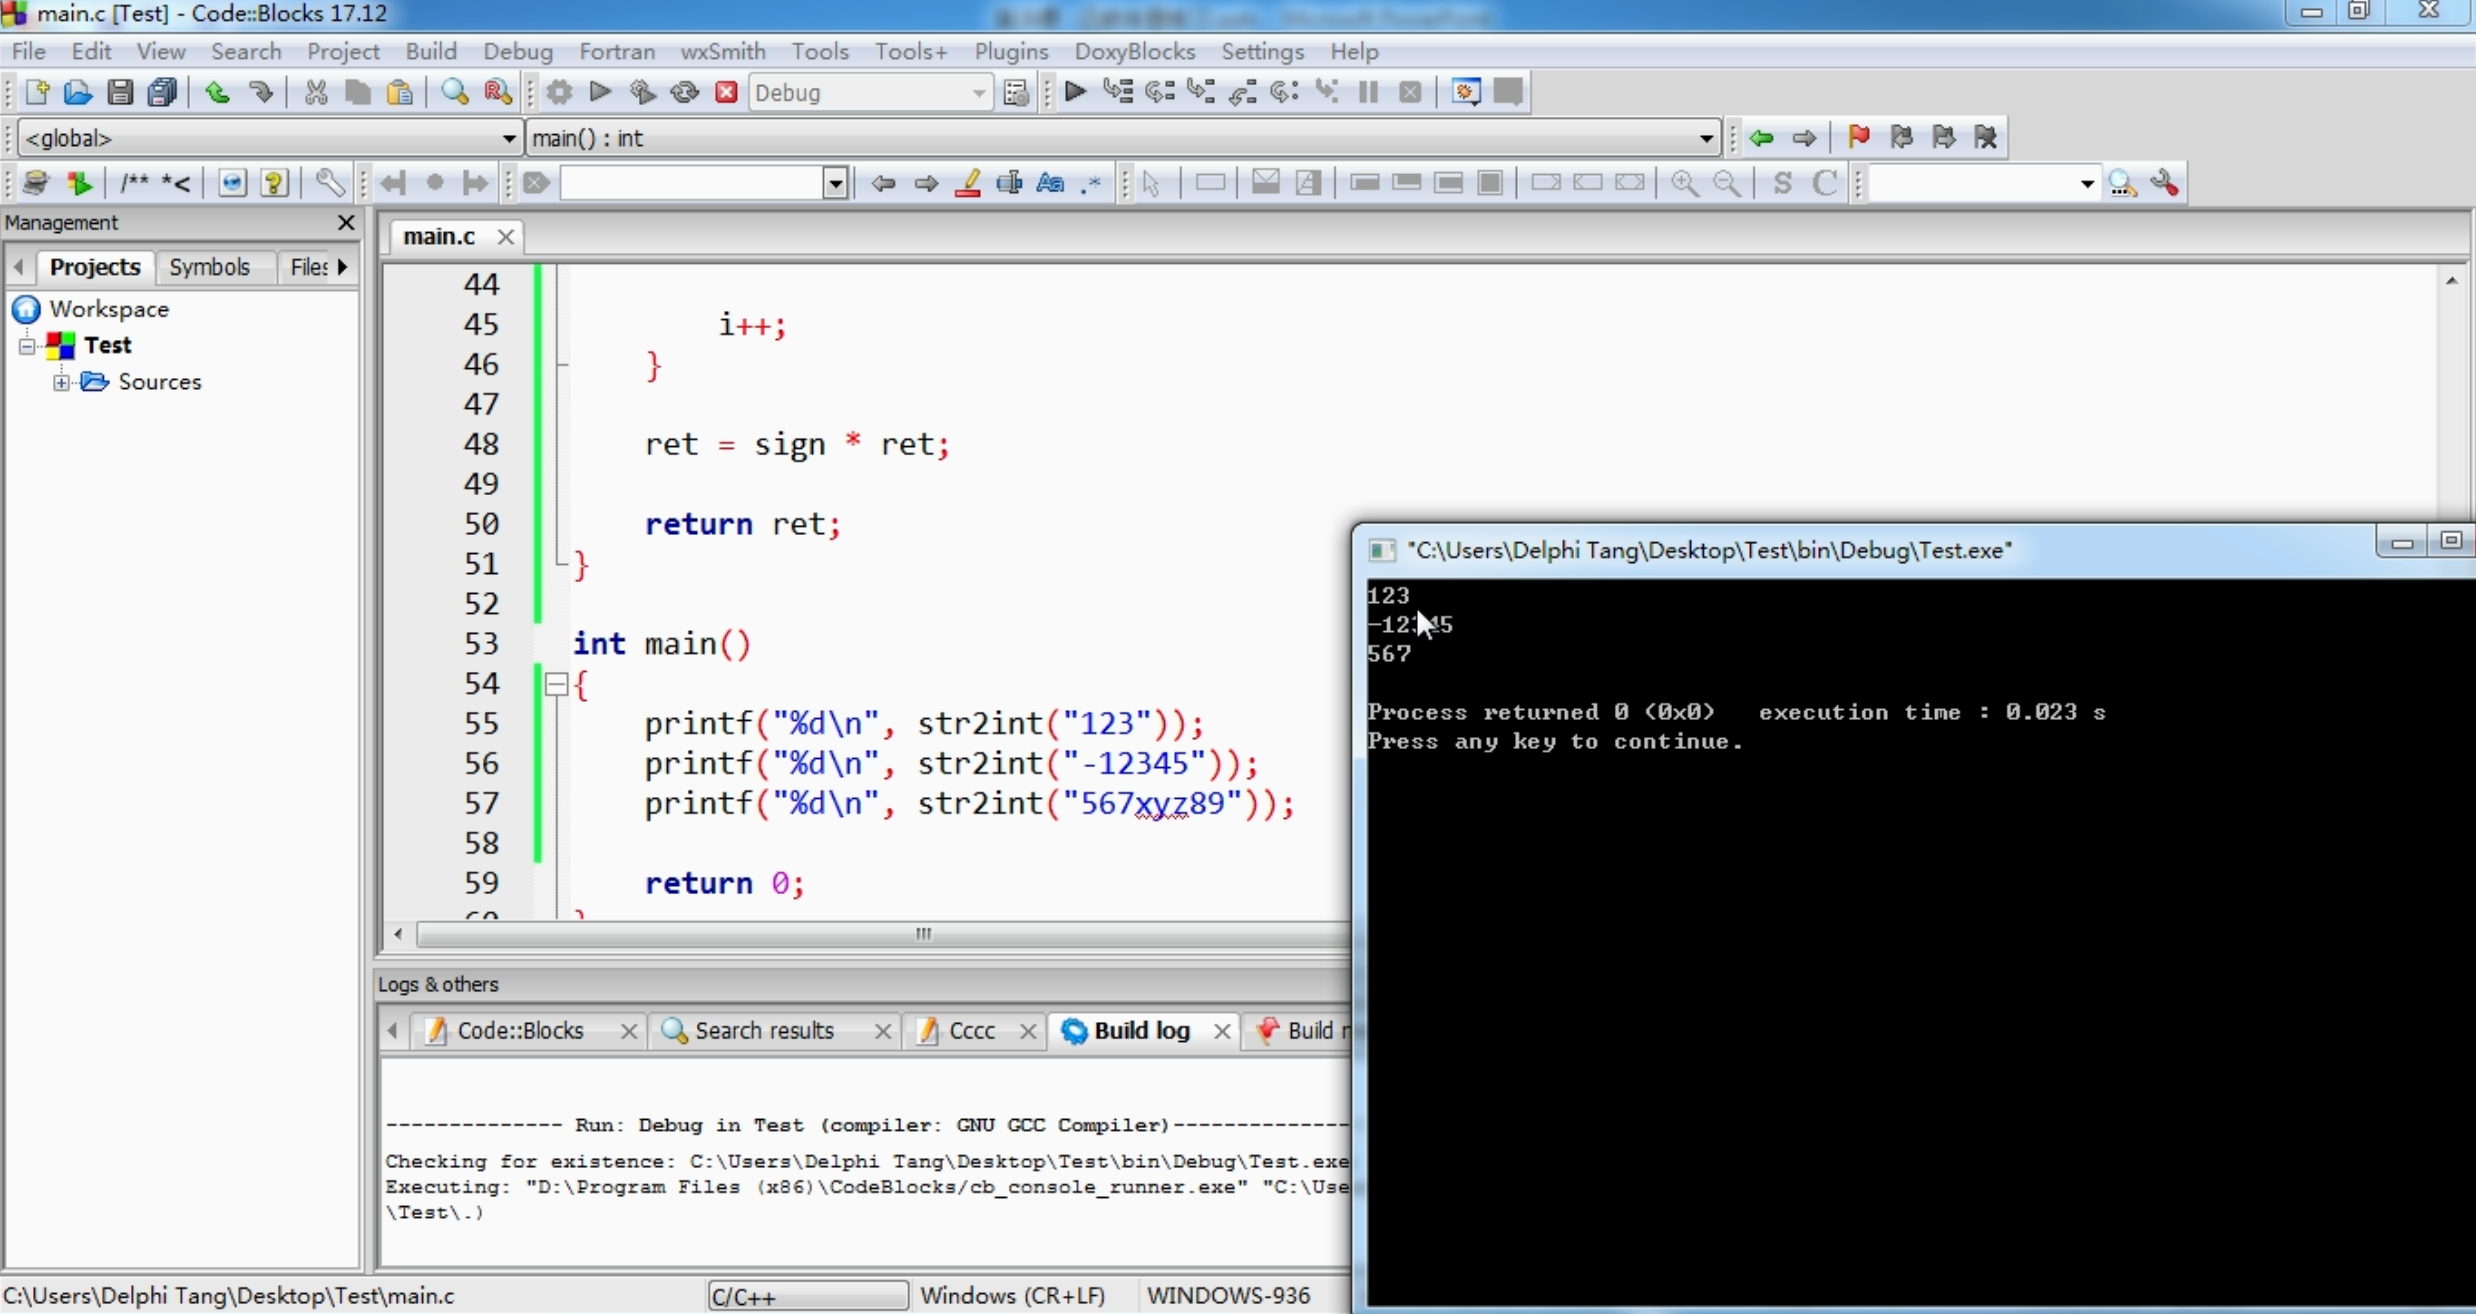 main.c [Test] - Code::Blocks 17.12
File Edit View Search Project Build Debug Fortran wxSmith Tools Tools+ Plugins DoxyBlocks Settings Help
Debug
<global> main() : int
/** *< Aa .* S C
Management
Projects Symbols Files
Workspace
Test
Sources
main.c
44
45 i++;
46 }
47
48 ret = sign * ret;
49
50 return ret;
51 }
52
53 int main()
54 {
55 printf("%d\n", str2int("123"));
56 printf("%d\n", str2int("-12345"));
57 printf("%d\n", str2int("567xyz89"));
58
59 return 0;
60 }
"C:\Users\Delphi Tang\Desktop\Test\bin\Debug\Test.exe"
123
-12345
567
Process returned 0 (0x0) execution time : 0.023 s
Press any key to continue.
Logs & others
Code::Blocks Search results Cccc Build log Build
-------------- Run: Debug in Test (compiler: GNU GCC Compiler)--------------
Checking for existence: C:\Users\Delphi Tang\Desktop\Test\bin\Debug\Test.exe
Executing: "D:\Program Files (x86)\CodeBlocks/cb_console_runner.exe" "C:\Use
\Test\.)
C:\Users\Delphi Tang\Desktop\Test\main.c C/C++ Windows (CR+LF) WINDOWS-936